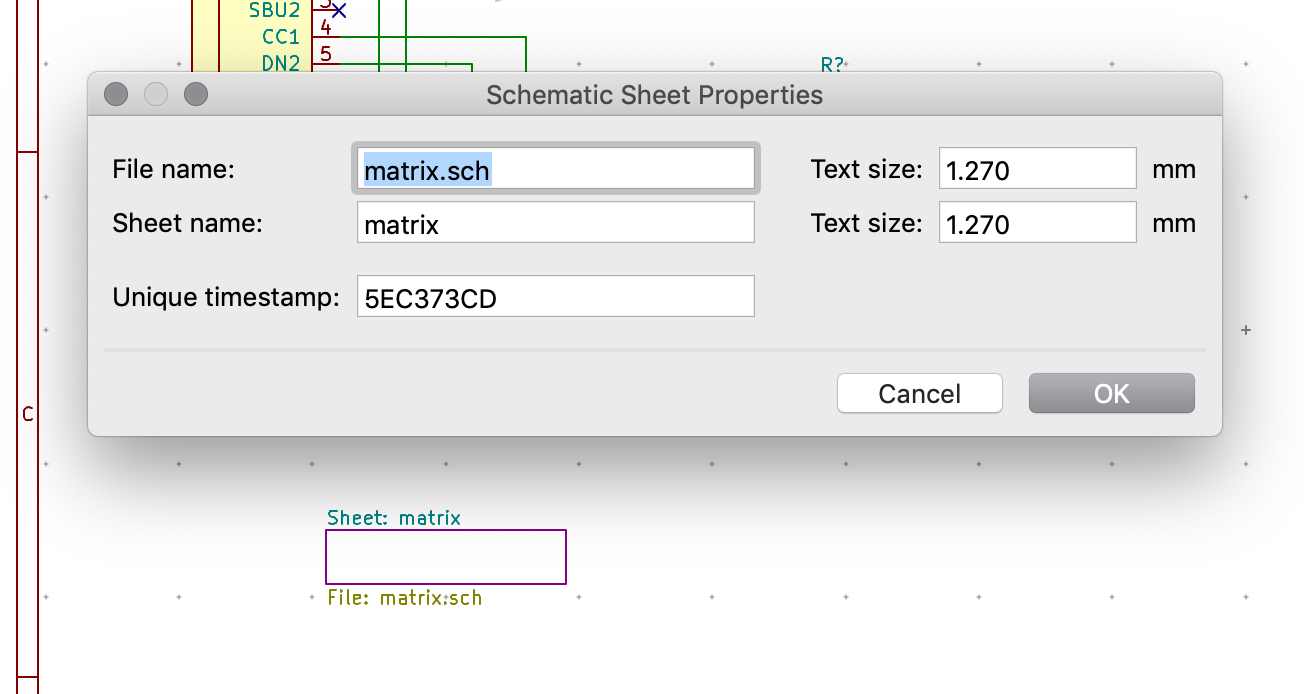 SBU2 3
4
CC1
5
DN2
R?
Schematic Sheet Properties
File name: matrix.sch Text size: 1.270 mm
Sheet name: matrix Text size: 1.270 mm
Unique timestamp: 5EC373CD
Cancel OK
C
Sheet: matrix
File: matrix.sch